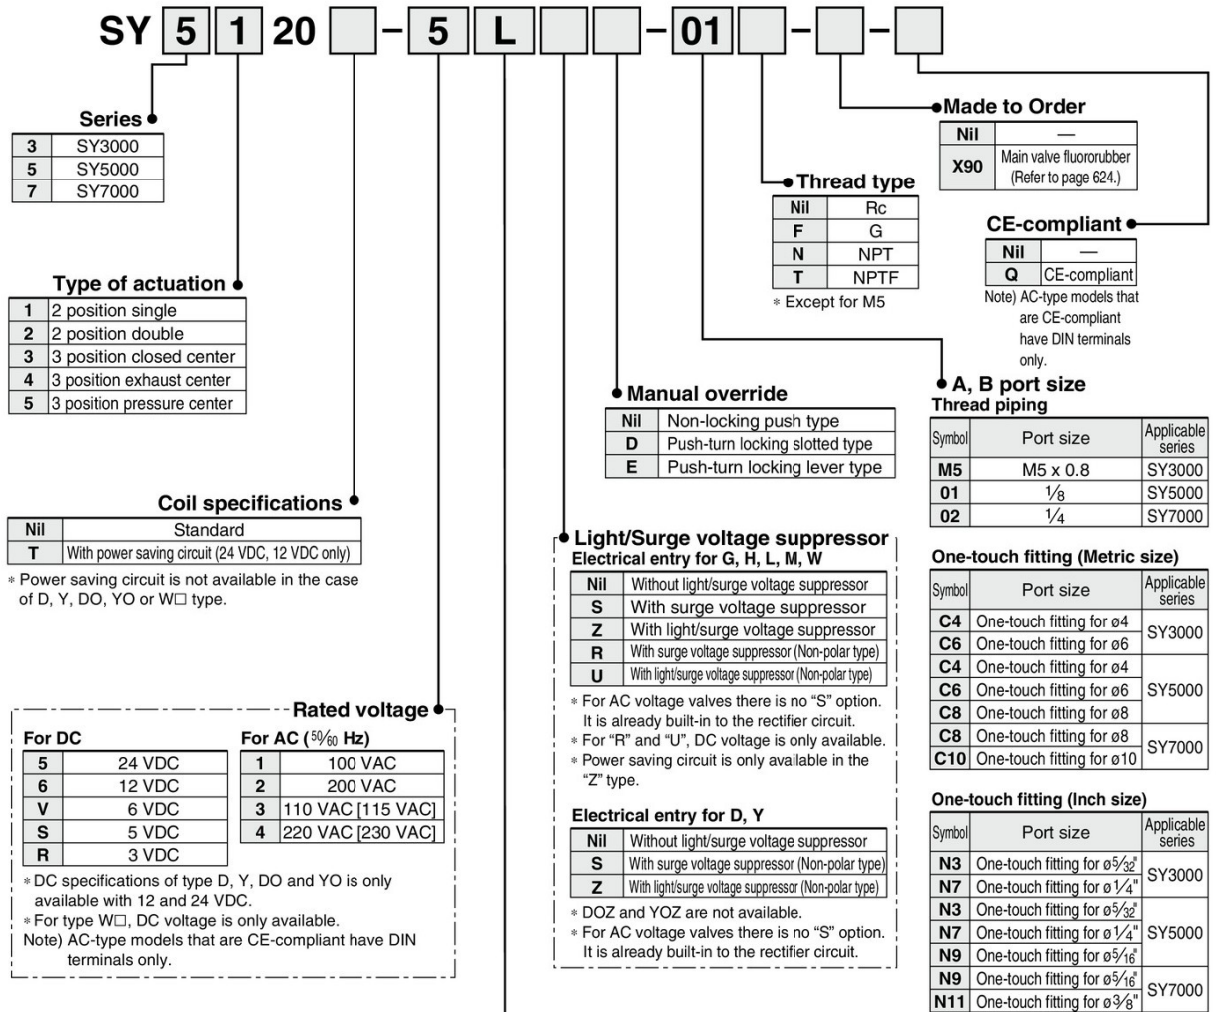 SY 5 1 20 □ – 5 L □ □ – 01 □ – □ – □
Series
3 SY3000
5 SY5000
7 SY7000
Type of actuation
1 2 position single
2 2 position double
3 3 position closed center
4 3 position exhaust center
5 3 position pressure center
Coil specifications
Nil Standard
T With power saving circuit (24 VDC, 12 VDC only)
* Power saving circuit is not available in the case
of D, Y, DO, YO or W□ type.
Rated voltage
For DC
5 24 VDC
6 12 VDC
V 6 VDC
S 5 VDC
R 3 VDC
For AC (50/60 Hz)
1 100 VAC
2 200 VAC
3 110 VAC [115 VAC]
4 220 VAC [230 VAC]
* DC specifications of type D, Y, DO and YO is only
available with 12 and 24 VDC.
* For type W□, DC voltage is only available.
Note) AC-type models that are CE-compliant have DIN
terminals only.
Light/Surge voltage suppressor
Electrical entry for G, H, L, M, W
Nil Without light/surge voltage suppressor
S With surge voltage suppressor
Z With light/surge voltage suppressor
R With surge voltage suppressor (Non-polar type)
U With light/surge voltage suppressor (Non-polar type)
* For AC voltage valves there is no “S” option.
It is already built-in to the rectifier circuit.
* For “R” and “U”, DC voltage is only available.
* Power saving circuit is only available in the
“Z” type.
Electrical entry for D, Y
Nil Without light/surge voltage suppressor
S With surge voltage suppressor (Non-polar type)
Z With light/surge voltage suppressor (Non-polar type)
* DOZ and YOZ are not available.
* For AC voltage valves there is no “S” option.
It is already built-in to the rectifier circuit.
Manual override
Nil Non-locking push type
D Push-turn locking slotted type
E Push-turn locking lever type
Thread type
Nil Rc
F G
N NPT
T NPTF
* Except for M5
Made to Order
Nil —
X90 Main valve fluororubber
(Refer to page 624.)
CE-compliant
Nil —
Q CE-compliant
Note) AC-type models that
are CE-compliant
have DIN terminals
only.
A, B port size
Thread piping
Symbol Port size Applicable series
M5 M5 x 0.8 SY3000
01 1/8 SY5000
02 1/4 SY7000
One-touch fitting (Metric size)
Symbol Port size Applicable series
C4 One-touch fitting for ø4 SY3000
C6 One-touch fitting for ø6
C4 One-touch fitting for ø4
C6 One-touch fitting for ø6 SY5000
C8 One-touch fitting for ø8
C8 One-touch fitting for ø8 SY7000
C10 One-touch fitting for ø10
One-touch fitting (Inch size)
Symbol Port size Applicable series
N3 One-touch fitting for ø5/32" SY3000
N7 One-touch fitting for ø1/4"
N3 One-touch fitting for ø5/32"
N7 One-touch fitting for ø1/4" SY5000
N9 One-touch fitting for ø5/16"
N9 One-touch fitting for ø5/16" SY7000
N11 One-touch fitting for ø3/8"